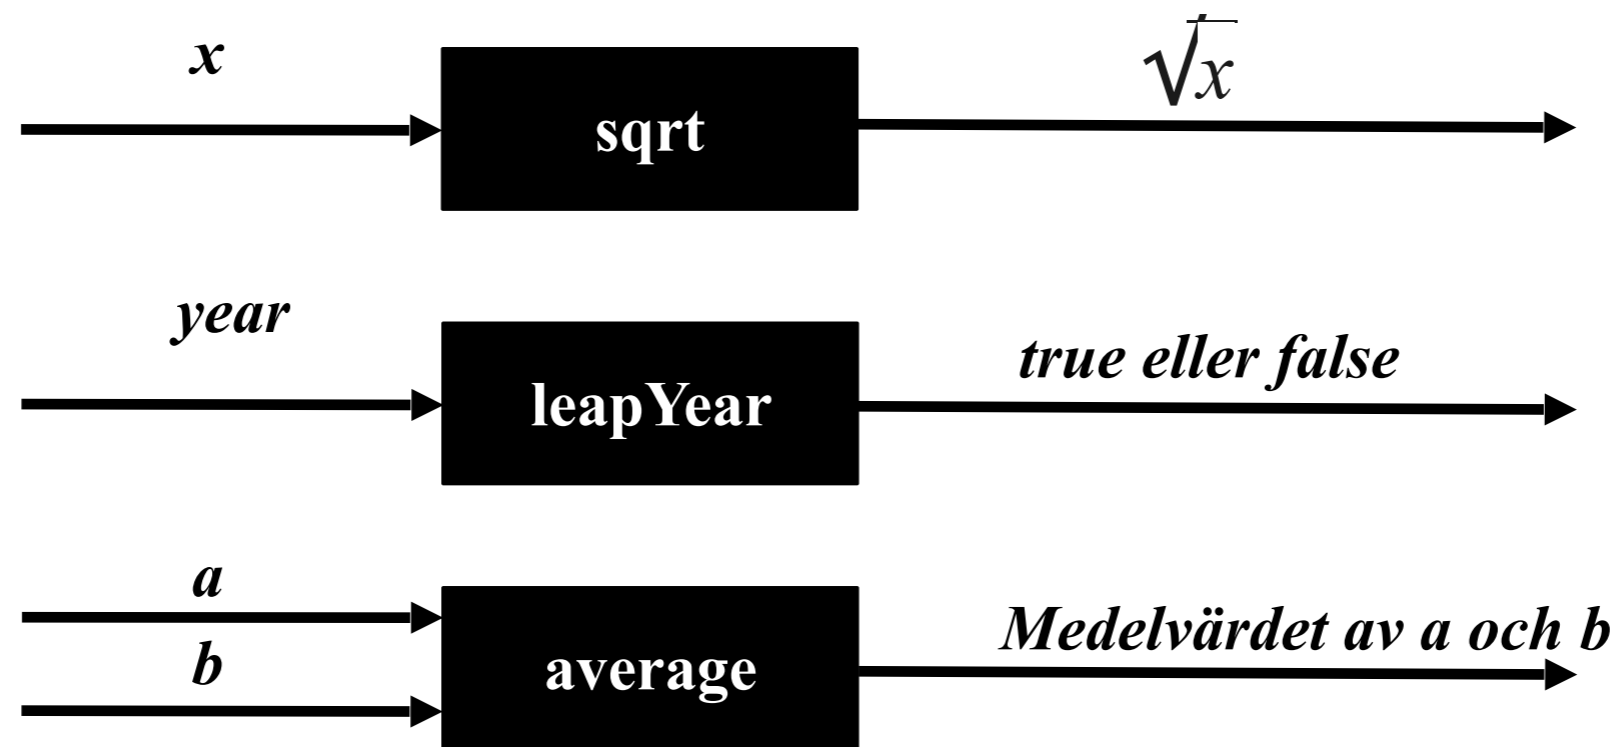 x
sqrt
√x
year
leapYear
true eller false
a
b
average
Medelvärdet av a och b